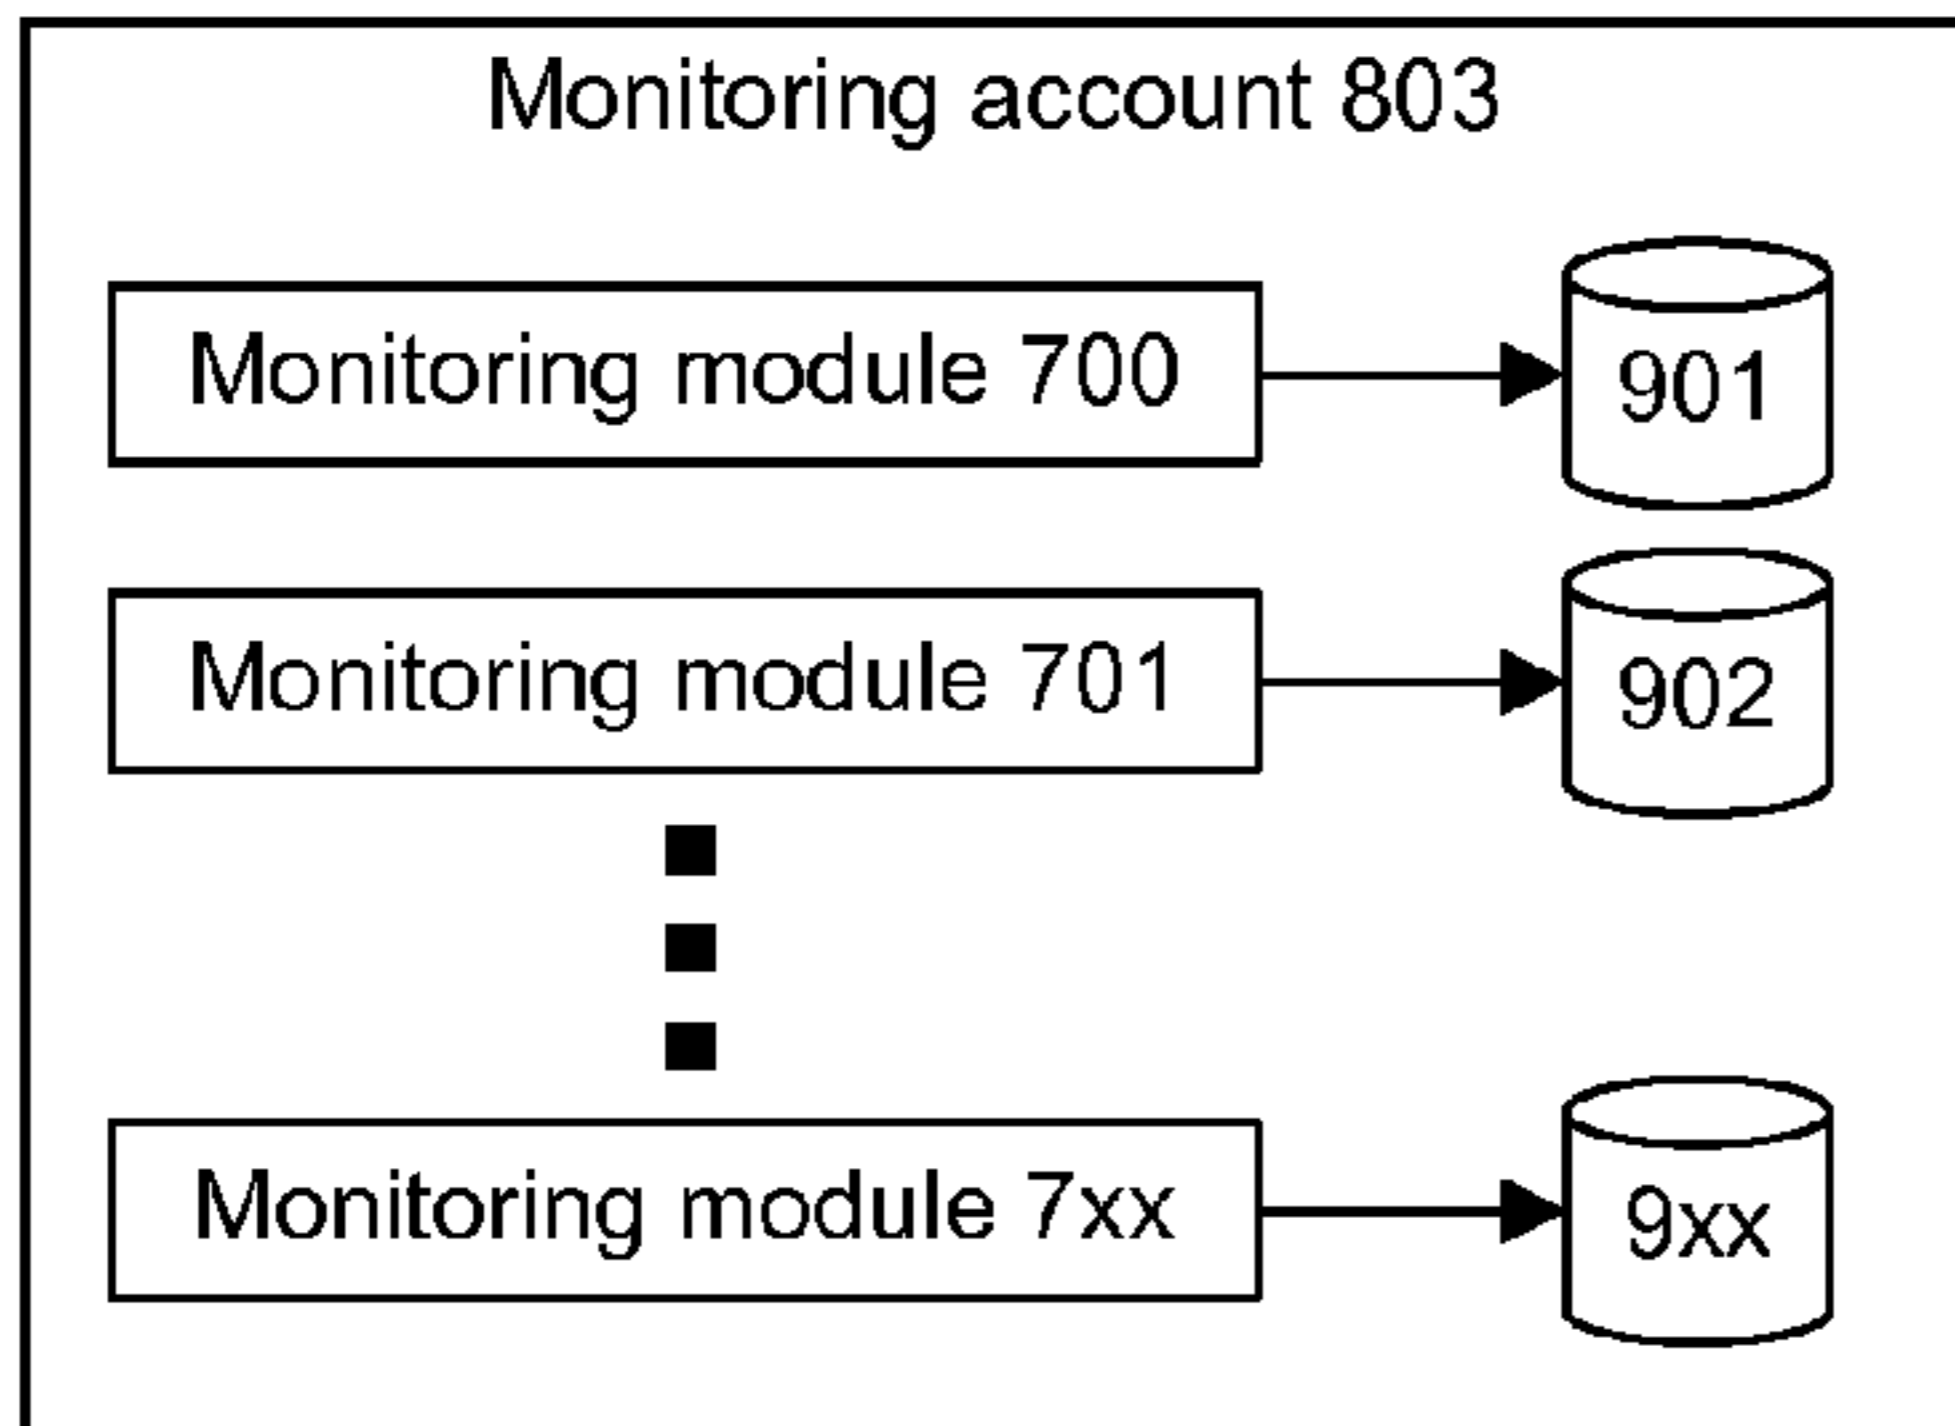 Monitoring account 803
Monitoring module 700
901
Monitoring module 701
902
Monitoring module 7xx
9xx